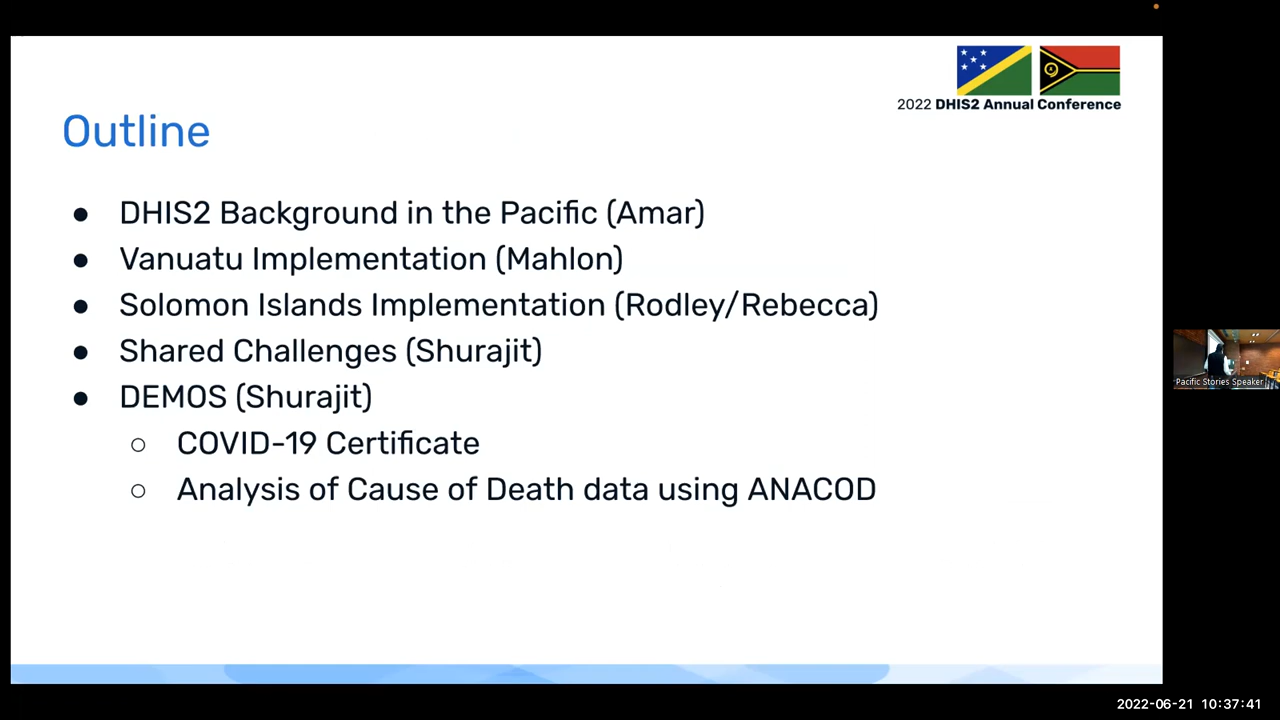 2022 DHIS2 Annual Conference
Outline
● DHIS2 Background in the Pacific (Amar)
● Vanuatu Implementation (Mahlon)
● Solomon Islands Implementation (Rodley/Rebecca)
● Shared Challenges (Shurajit)
● DEMOS (Shurajit)
○ COVID-19 Certificate
○ Analysis of Cause of Death data using ANACOD
Pacific Stories Speaker
2022-06-21 10:37:41